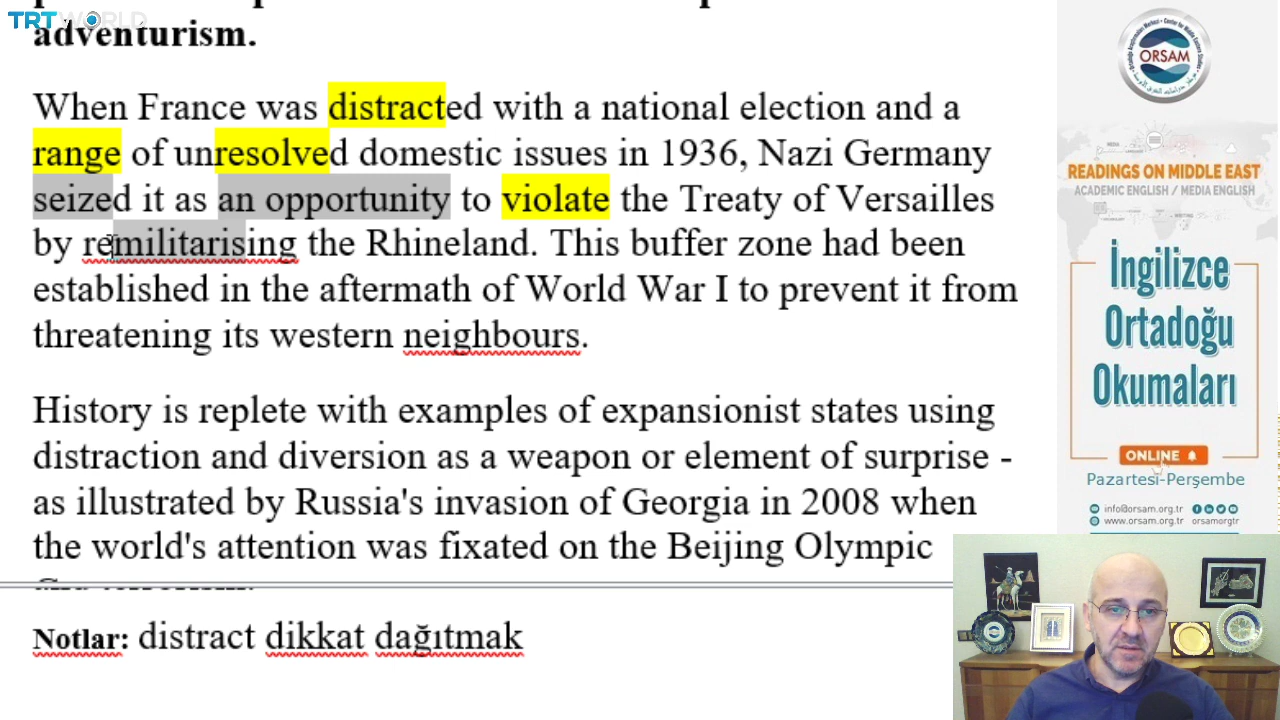 TRT WORLD
adventurism.
When France was distracted with a national election and a
range of unresolved domestic issues in 1936, Nazi Germany
seized it as an opportunity to violate the Treaty of Versailles
by remilitarising the Rhineland. This buffer zone had been
established in the aftermath of World War I to prevent it from
threatening its western neighbours.
History is replete with examples of expansionist states using
distraction and diversion as a weapon or element of surprise -
as illustrated by Russia's invasion of Georgia in 2008 when
the world's attention was fixated on the Beijing Olympic
Notlar: distract dikkat dağıtmak
ORSAM
READINGS ON MIDDLE EAST
ACADEMIC ENGLISH / MEDIA ENGLISH
İngilizce
Ortadoğu
Okumaları
ONLINE
Pazartesi-Perşembe
info@orsam.org.tr
www.orsam.org.tr orsamorgtr